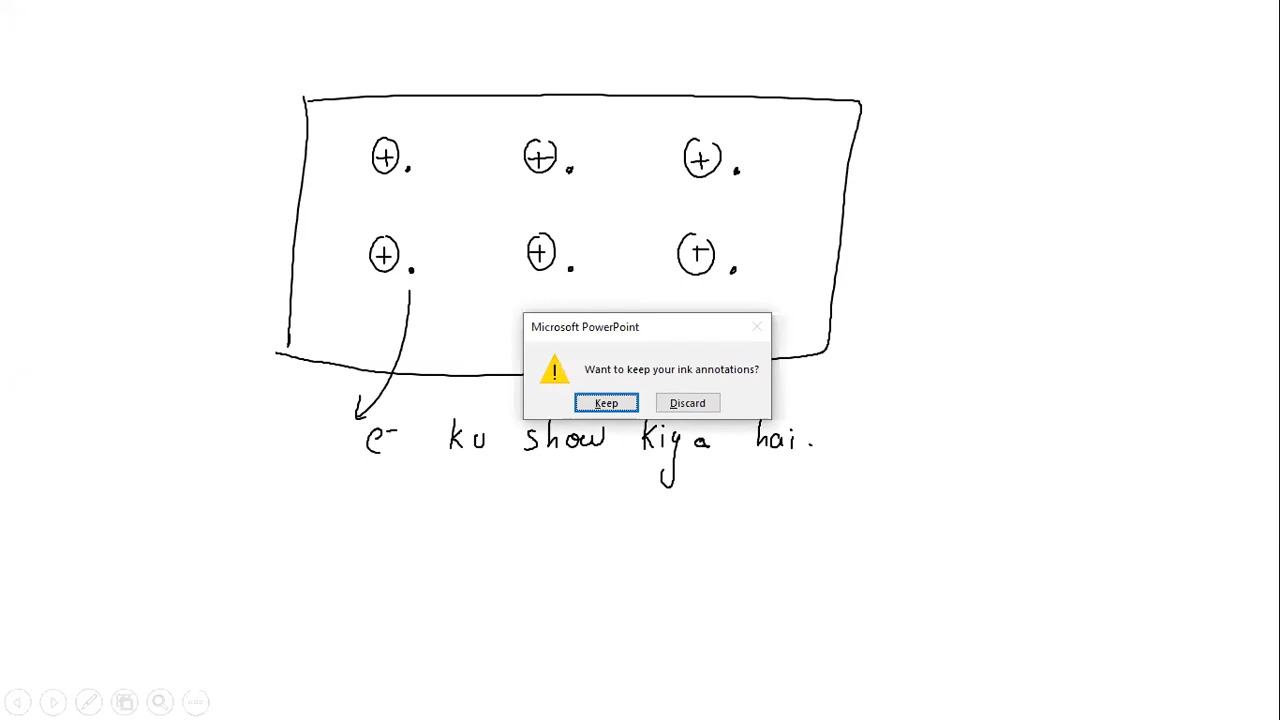 + + +
+ + +
Microsoft PowerPoint
Want to keep your ink annotations?
Keep Discard
e⁻ ku show kiya hai.